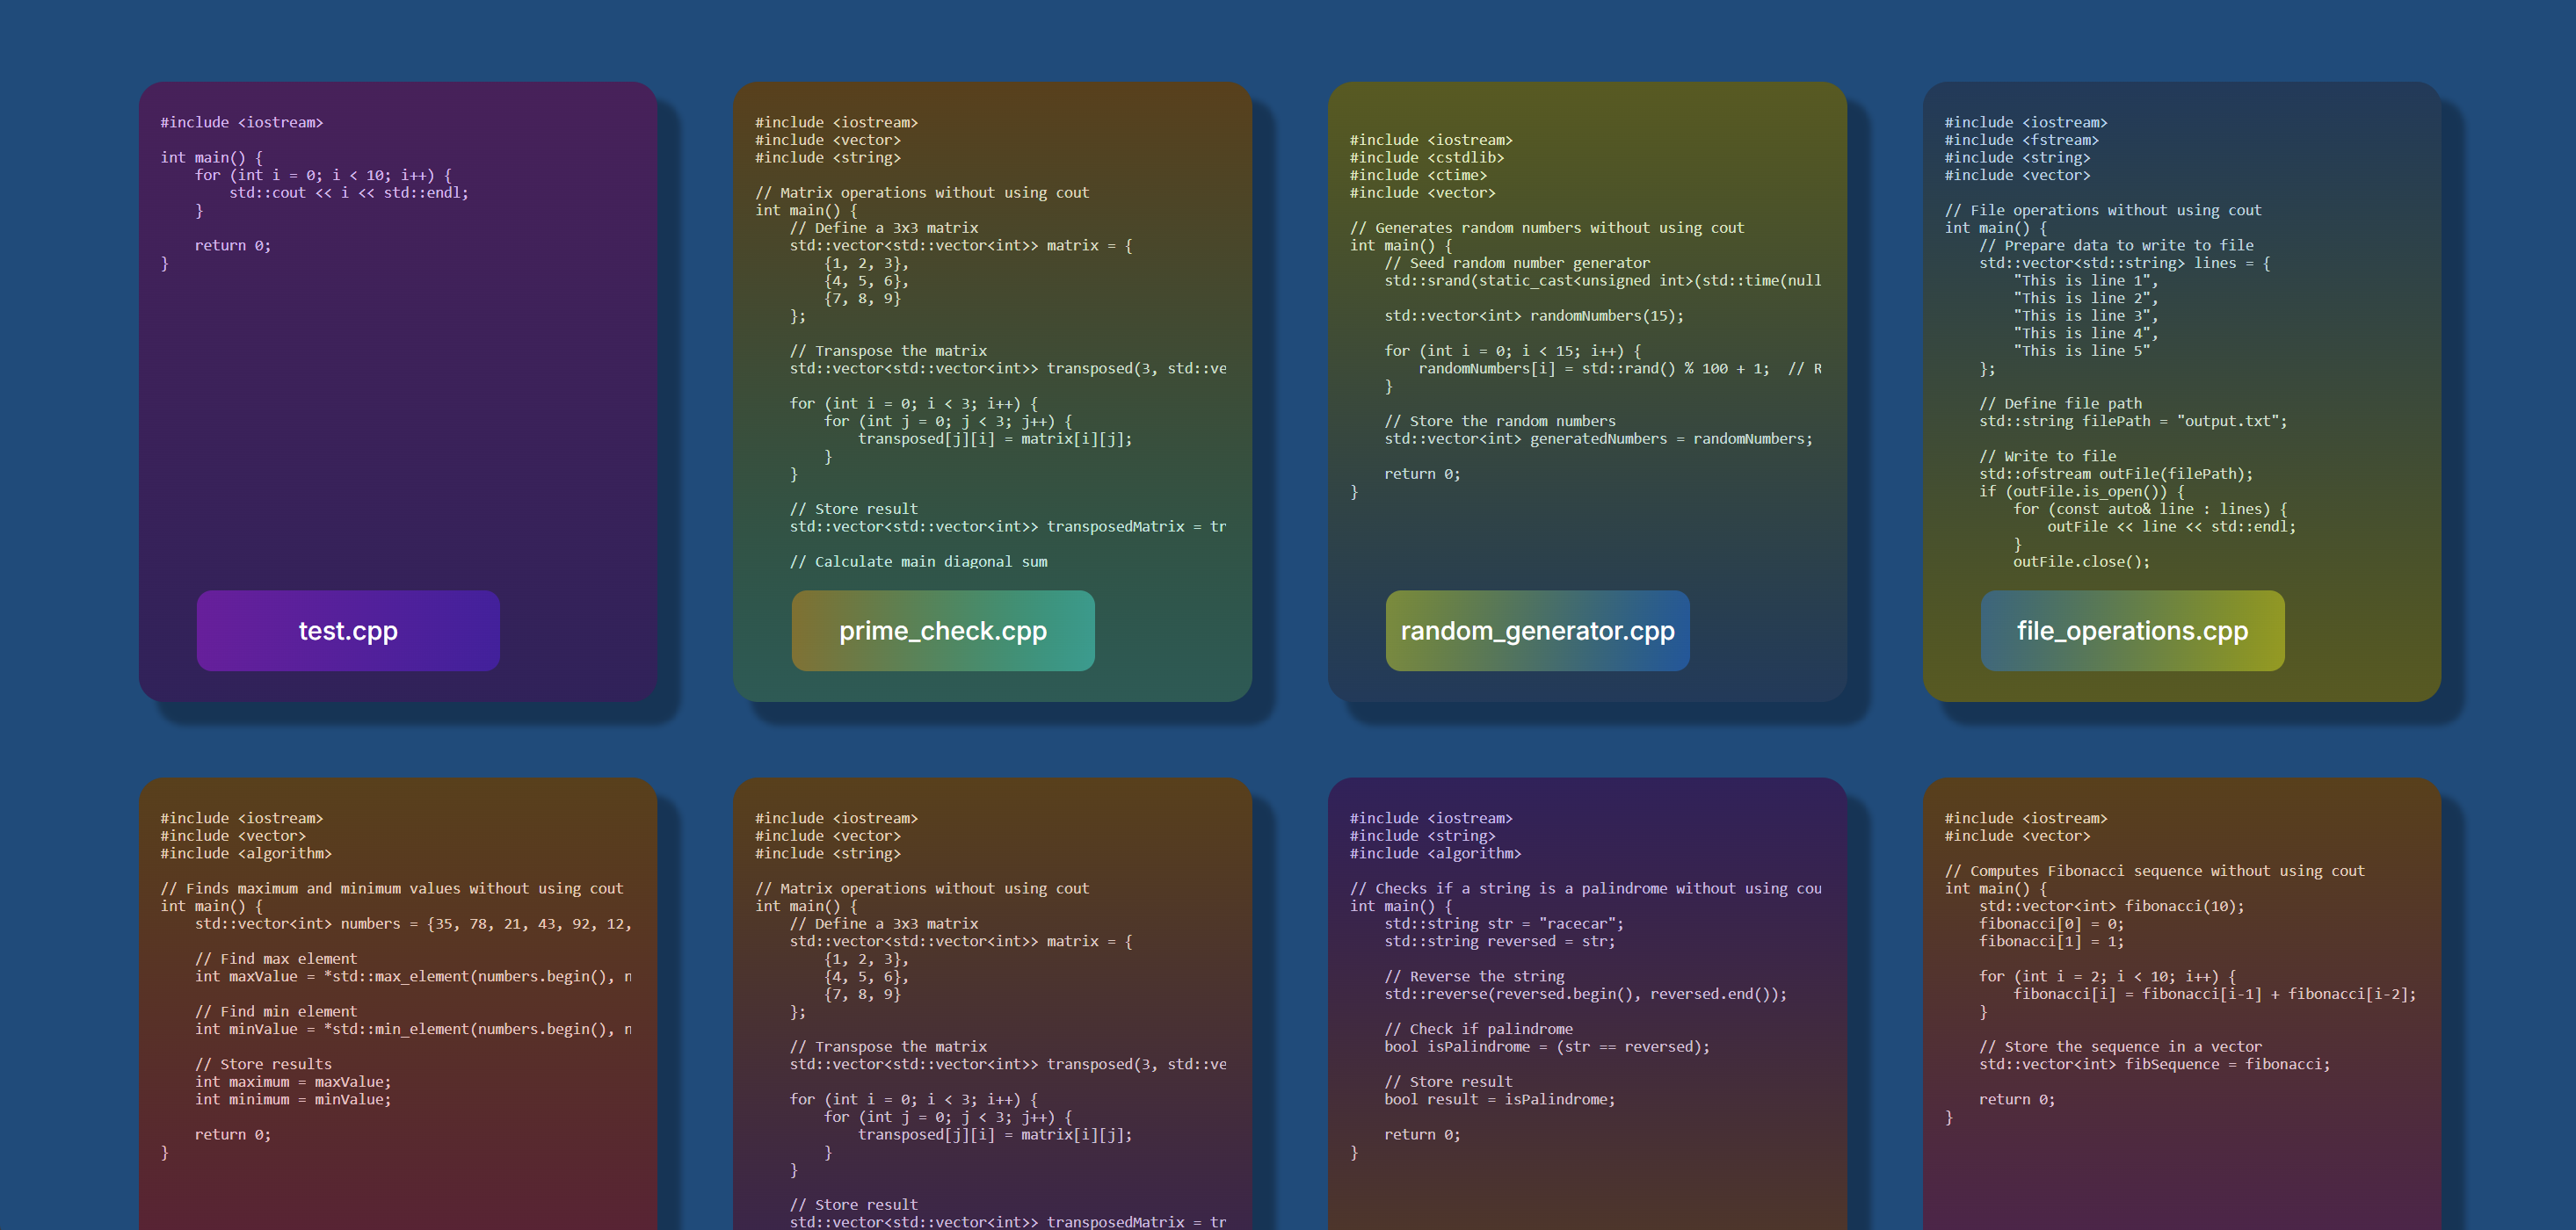 #include <iostream>
int main() {
for (int i = 0; i < 10; i++) {
std::cout << i << std::endl;
}
return 0;
}
test.cpp
#include <iostream>
#include <vector>
#include <string>
// Matrix operations without using cout
int main() {
// Define a 3x3 matrix
std::vector<std::vector<int>> matrix = {
{1, 2, 3},
{4, 5, 6},
{7, 8, 9}
};
// Transpose the matrix
std::vector<std::vector<int>> transposed(3, std::ve
for (int i = 0; i < 3; i++) {
for (int j = 0; j < 3; j++) {
transposed[j][i] = matrix[i][j];
}
}
// Store result
std::vector<std::vector<int>> transposedMatrix = tr
// Calculate main diagonal sum
prime_check.cpp
#include <iostream>
#include <cstdlib>
#include <ctime>
#include <vector>
// Generates random numbers without using cout
int main() {
// Seed random number generator
std::srand(static_cast<unsigned int>(std::time(null
std::vector<int> randomNumbers(15);
for (int i = 0; i < 15; i++) {
randomNumbers[i] = std::rand() % 100 + 1;  // R
}
// Store the random numbers
std::vector<int> generatedNumbers = randomNumbers;
return 0;
}
random_generator.cpp
#include <iostream>
#include <fstream>
#include <string>
#include <vector>
// File operations without using cout
int main() {
// Prepare data to write to file
std::vector<std::string> lines = {
"This is line 1",
"This is line 2",
"This is line 3",
"This is line 4",
"This is line 5"
};
// Define file path
std::string filePath = "output.txt";
// Write to file
std::ofstream outFile(filePath);
if (outFile.is_open()) {
for (const auto& line : lines) {
outFile << line << std::endl;
}
outFile.close();
file_operations.cpp
#include <iostream>
#include <vector>
#include <algorithm>
// Finds maximum and minimum values without using cout
int main() {
std::vector<int> numbers = {35, 78, 21, 43, 92, 12,
// Find max element
int maxValue = *std::max_element(numbers.begin(), n
// Find min element
int minValue = *std::min_element(numbers.begin(), n
// Store results
int maximum = maxValue;
int minimum = minValue;
return 0;
}
#include <iostream>
#include <vector>
#include <string>
// Matrix operations without using cout
int main() {
// Define a 3x3 matrix
std::vector<std::vector<int>> matrix = {
{1, 2, 3},
{4, 5, 6},
{7, 8, 9}
};
// Transpose the matrix
std::vector<std::vector<int>> transposed(3, std::ve
for (int i = 0; i < 3; i++) {
for (int j = 0; j < 3; j++) {
transposed[j][i] = matrix[i][j];
}
}
// Store result
std::vector<std::vector<int>> transposedMatrix = tr
#include <iostream>
#include <string>
#include <algorithm>
// Checks if a string is a palindrome without using cou
int main() {
std::string str = "racecar";
std::string reversed = str;
// Reverse the string
std::reverse(reversed.begin(), reversed.end());
// Check if palindrome
bool isPalindrome = (str == reversed);
// Store result
bool result = isPalindrome;
return 0;
}
#include <iostream>
#include <vector>
// Computes Fibonacci sequence without using cout
int main() {
std::vector<int> fibonacci(10);
fibonacci[0] = 0;
fibonacci[1] = 1;
for (int i = 2; i < 10; i++) {
fibonacci[i] = fibonacci[i-1] + fibonacci[i-2];
}
// Store the sequence in a vector
std::vector<int> fibSequence = fibonacci;
return 0;
}